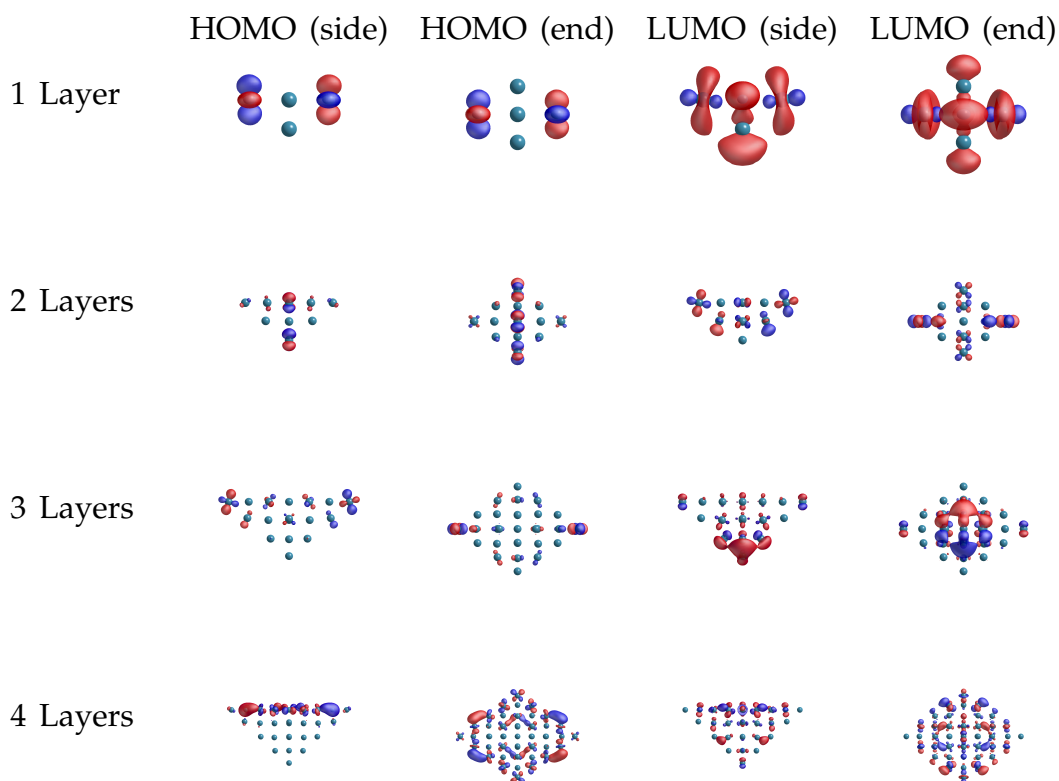 HOMO (side) HOMO (end) LUMO (side) LUMO (end)
1 Layer
2 Layers
3 Layers
4 Layers